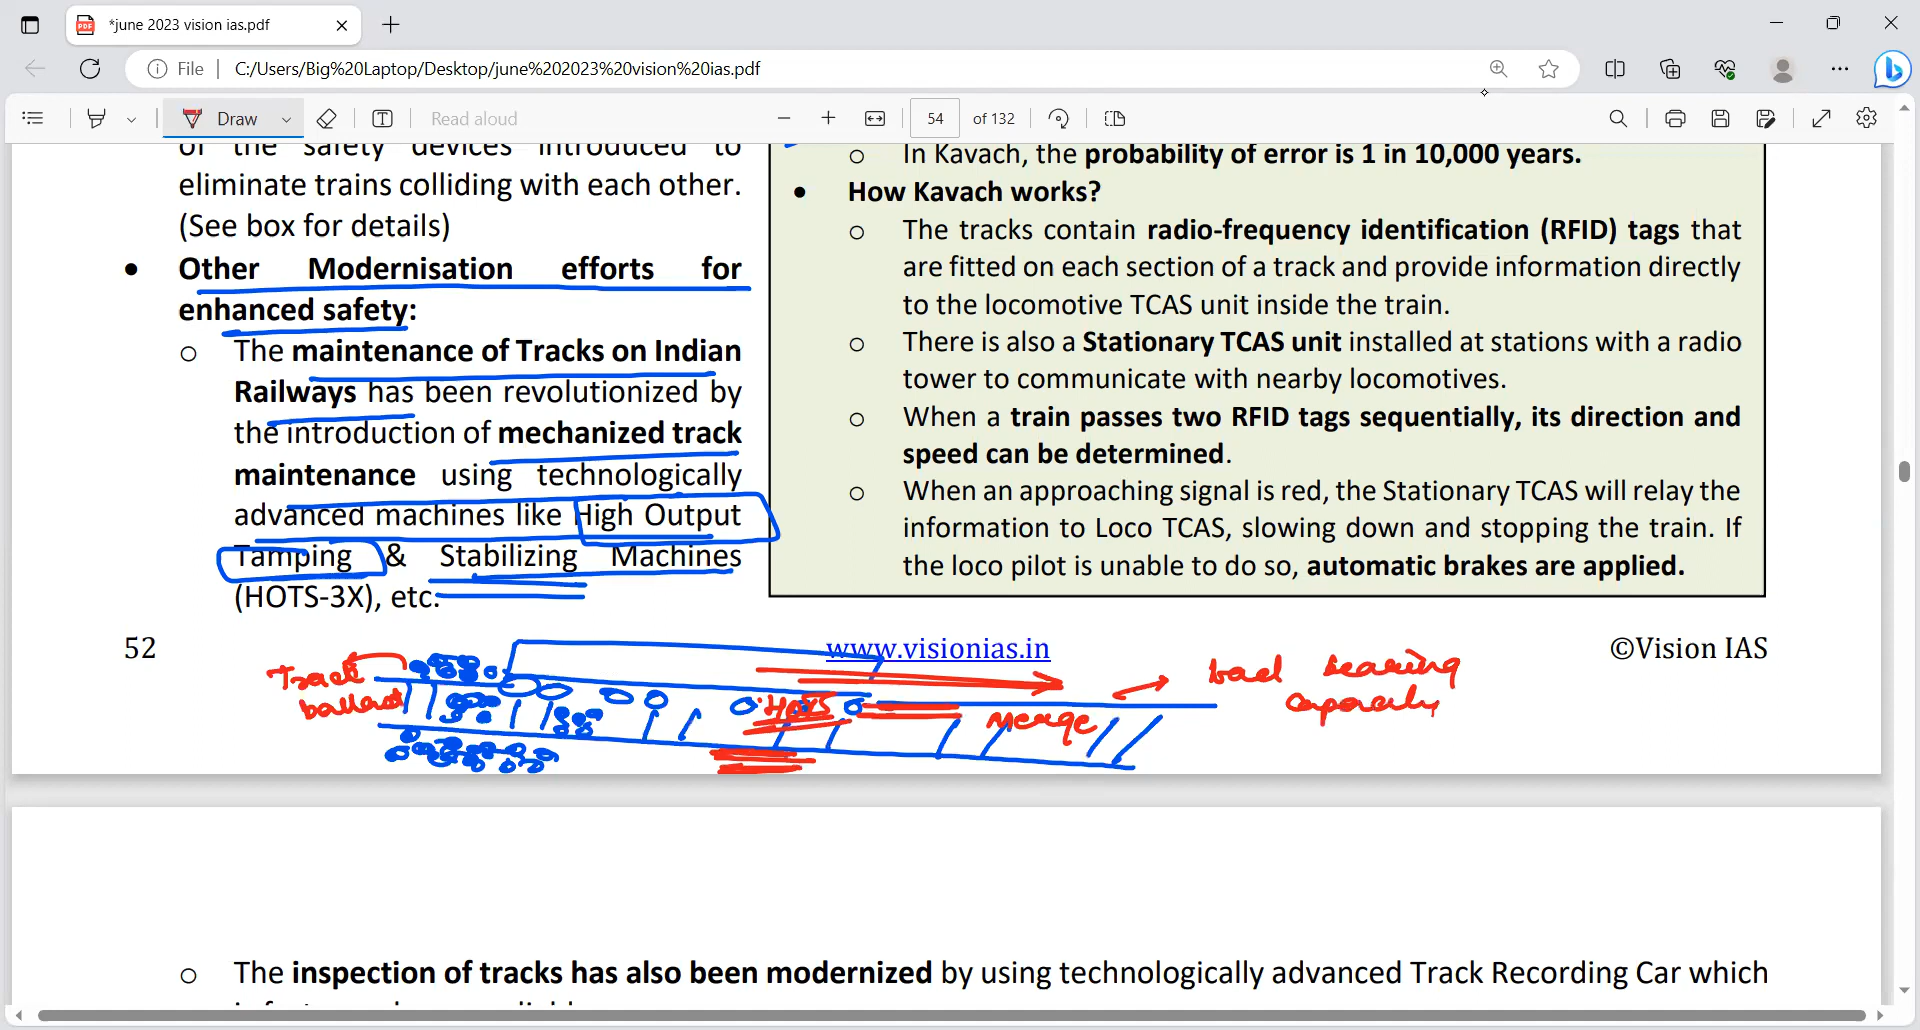 *june 2023 vision ias.pdf
File
C:/Users/Big%20Laptop/Desktop/june%202023%20vision%20ias.pdf
Draw
Read aloud
54
of 132
of the safety devices introduced to
eliminate trains colliding with each other.
(See box for details)
• Other Modernisation efforts for
enhanced safety:
o The maintenance of Tracks on Indian
Railways has been revolutionized by
the introduction of mechanized track
maintenance using technologically
advanced machines like High Output
Tamping & Stabilizing Machines
(HOTS-3X), etc.
o In Kavach, the probability of error is 1 in 10,000 years.
• How Kavach works?
o The tracks contain radio-frequency identification (RFID) tags that
are fitted on each section of a track and provide information directly
to the locomotive TCAS unit inside the train.
o There is also a Stationary TCAS unit installed at stations with a radio
tower to communicate with nearby locomotives.
o When a train passes two RFID tags sequentially, its direction and
speed can be determined.
o When an approaching signal is red, the Stationary TCAS will relay the
information to Loco TCAS, slowing down and stopping the train. If
the loco pilot is unable to do so, automatic brakes are applied.
52
www.visionias.in
©Vision IAS
Track
ballast
HOTS
Merge
bearing
capacity
o The inspection of tracks has also been modernized by using technologically advanced Track Recording Car which